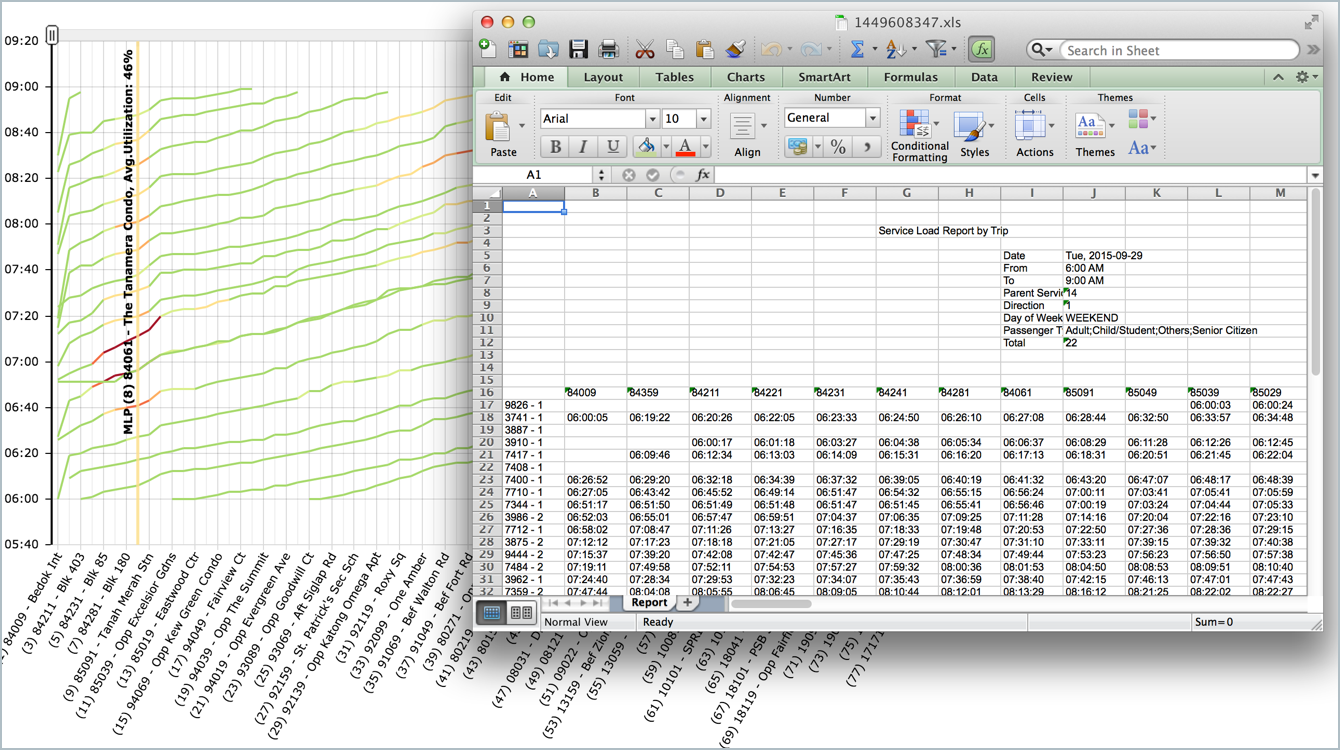 09:20
09:00
08:40
08:20
08:00
07:40
07:20
07:00
06:40
06:20
06:00
05:40
MLP (8) 84061 - The Tanamera Condo, Avg.Utilization: 46%
84009 - Bedok Int
(3) 84211 - Blk 403
(5) 84231 - Blk 85
(7) 84281 - Blk 180
(9) 85091 - Tanah Merah Stn
(11) 85039 - Opp Excelsior Gdns
(13) 85019 - Eastwood Ctr
(15) 94069 - Opp Kew Green Condo
(17) 94049 - Fairview Ct
(19) 94039 - Opp The Summit
(21) 94019 - Opp Evergreen Ave
(23) 93089 - Opp Goodwill Ct
(25) 93069 - Aft Siglap Rd
(27) 92159 - St. Patrick's Sec Sch
(29) 92139 - Opp Katong Omega Apt
(31) 92119 - Roxy Sq
(33) 92099 - One Amber
(35) 91069 - Bef Walton Rd
(37) 91049 - Bef Fort Rd
(39) 80271 -
(41) 80219
(43)
(47) 08031 -
(49) 08121
(51) 09022 -
(53) 13159 - Bef
(55) 13059 -
(57)
(59)
(61) 10101 -
(63)
(65) 18041
(67) 18101 - PSB
(69) 18119 - Opp
(71)
(73)
(75)
(77)
1449608347.xls
Search in Sheet
Home Layout Tables Charts SmartArt Formulas Data Review
Edit Font Alignment Number Format Cells Themes
Arial 10 General
Paste B I U A Align % Conditional Formatting Styles Actions Aa Themes Aa
A1 fx
A B C D E F G H I J K L M
1
2
3 Service Load Report by Trip
4
5 Date Tue, 2015-09-29
6 From 6:00 AM
7 To 9:00 AM
8 Parent Servi 14
9 Direction 1
10 Day of Week WEEKEND
11 Passenger T Adult;Child/Student;Others;Senior Citizen
12 Total 22
13
14
15
16 84009 84359 84211 84221 84231 84241 84281 84061 85091 85049 85039 85029
17 9826 - 1 06:00:03 06:00:24
18 3741 - 1 06:00:05 06:19:22 06:20:26 06:22:05 06:23:33 06:24:50 06:26:10 06:27:08 06:28:44 06:32:50 06:33:57 06:34:48
19 3887 - 1
20 3910 - 1 06:00:17 06:01:18 06:03:27 06:04:38 06:05:34 06:06:37 06:08:29 06:11:28 06:12:26 06:12:45
21 7417 - 1 06:09:46 06:12:34 06:13:03 06:14:09 06:15:31 06:16:20 06:17:13 06:18:31 06:20:51 06:21:45 06:22:04
22 7408 - 1
23 7400 - 1 06:26:52 06:29:20 06:32:18 06:34:39 06:37:32 06:39:05 06:40:19 06:41:32 06:43:20 06:47:07 06:48:17 06:48:39
24 7710 - 1 06:27:05 06:43:42 06:45:52 06:49:14 06:51:47 06:54:32 06:55:15 06:56:24 07:00:11 07:03:41 07:05:41 07:05:59
25 7344 - 1 06:51:17 06:51:50 06:51:49 06:51:48 06:51:47 06:51:45 06:55:41 06:56:46 07:00:19 07:03:24 07:04:44 07:05:33
26 3986 - 2 06:52:03 06:55:01 06:57:47 06:59:51 07:04:37 07:06:35 07:09:25 07:11:28 07:14:16 07:20:04 07:22:16 07:23:10
27 7712 - 1 06:58:02 07:08:47 07:11:26 07:13:27 07:16:35 07:18:33 07:19:48 07:20:53 07:22:50 07:27:36 07:28:36 07:29:15
28 3875 - 2 07:12:12 07:17:23 07:18:18 07:21:05 07:27:17 07:29:19 07:30:47 07:31:10 07:33:11 07:39:15 07:39:32 07:40:38
29 9444 - 2 07:15:37 07:39:20 07:42:08 07:42:47 07:45:36 07:47:25 07:48:34 07:49:44 07:53:23 07:56:23 07:56:50 07:57:38
30 7484 - 2 07:19:11 07:49:58 07:52:11 07:54:53 07:57:27 07:59:32 08:00:36 08:01:53 08:04:50 08:08:53 08:09:51 08:10:40
31 3962 - 1 07:24:40 07:28:34 07:29:53 07:32:23 07:34:07 07:35:43 07:36:59 07:38:40 07:42:15 07:46:13 07:47:01 07:47:43
32 7359 - 2 07:47:44 08:04:08 08:05:55 08:06:45 08:09:05 08:10:44 08:12:01 08:13:29 08:16:12 08:21:25 08:22:02 08:22:27
Report
Normal View Ready Sum=0